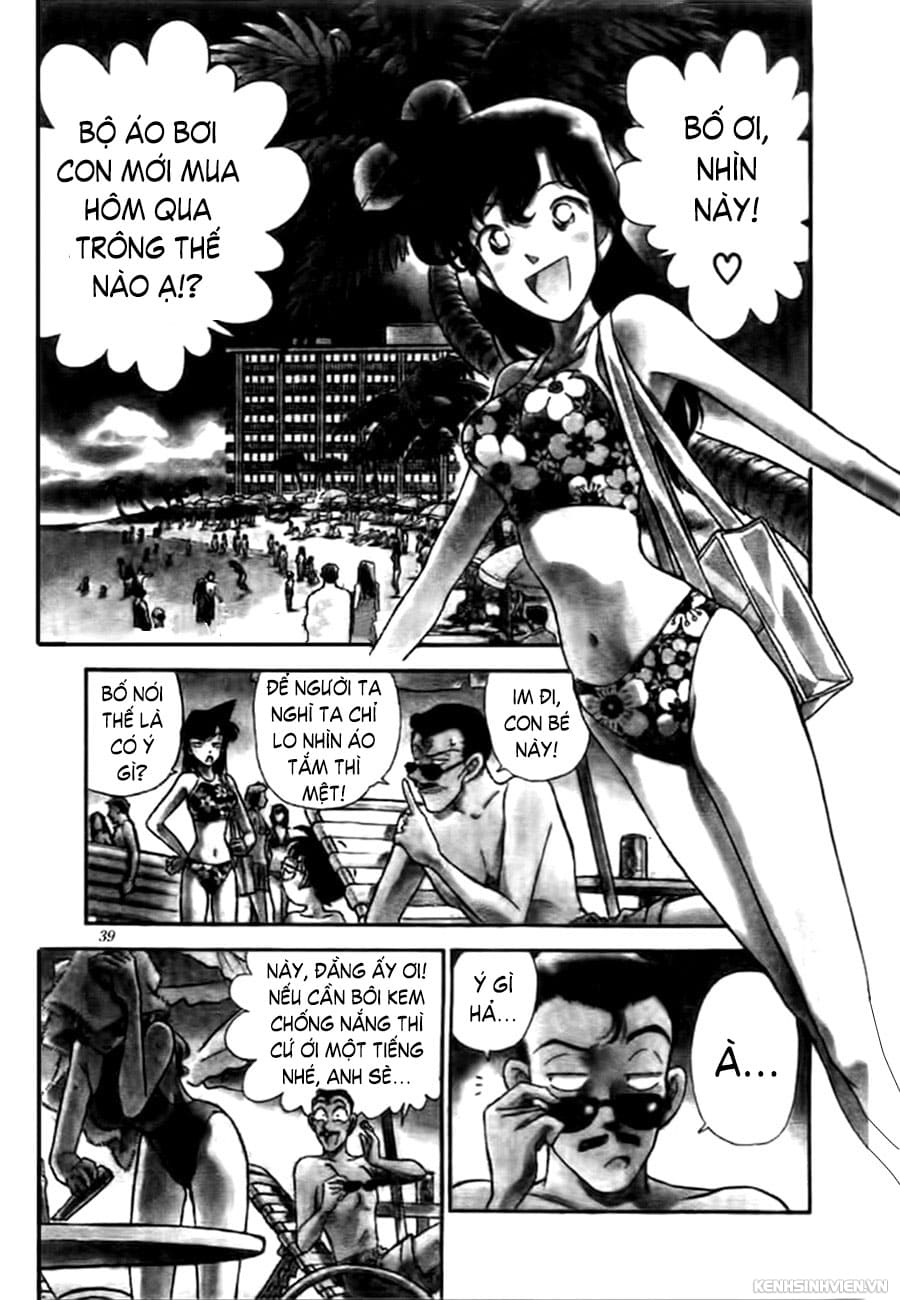 BỐ ƠI,
NHÌN
NÀY!
♡
BỘ ÁO BƠI
CON MỚI MUA
HÔM QUA
TRÔNG THẾ
NÀO Ạ!?
IM ĐI,
CON BÉ
NÀY!
ĐỂ NGƯỜI TA
NGHĨ TA CHỈ
LO NHÌN ÁO
TẮM THÌ
MỆT!
BỐ NÓI
THẾ LÀ
CÓ Ý
GÌ?
39
À...
Ý GÌ
HẢ...
NÀY, ĐẰNG ẤY ƠI!
NẾU CẦN BÔI KEM
CHỐNG NẮNG THÌ
CỨ ỚI MỘT TIẾNG
NHÉ, ANH SẼ...
KENHSINHVIEN.VN